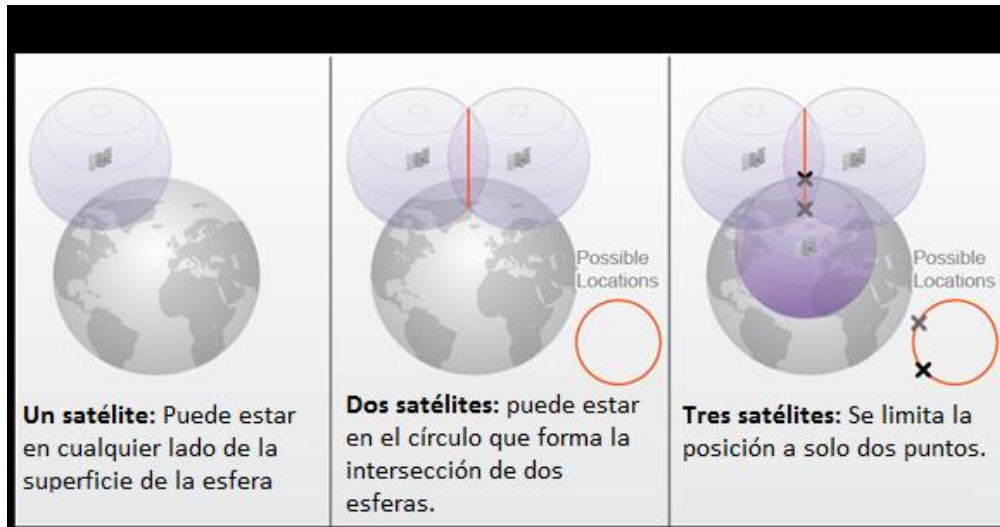 Un satélite: Puede estar
en cualquier lado de la
superficie de la esfera
Possible
Locations
Dos satélites: puede estar
en el círculo que forma la
intersección de dos
esferas.
Possible
Locations
Tres satélites: Se limita la
posición a solo dos puntos.